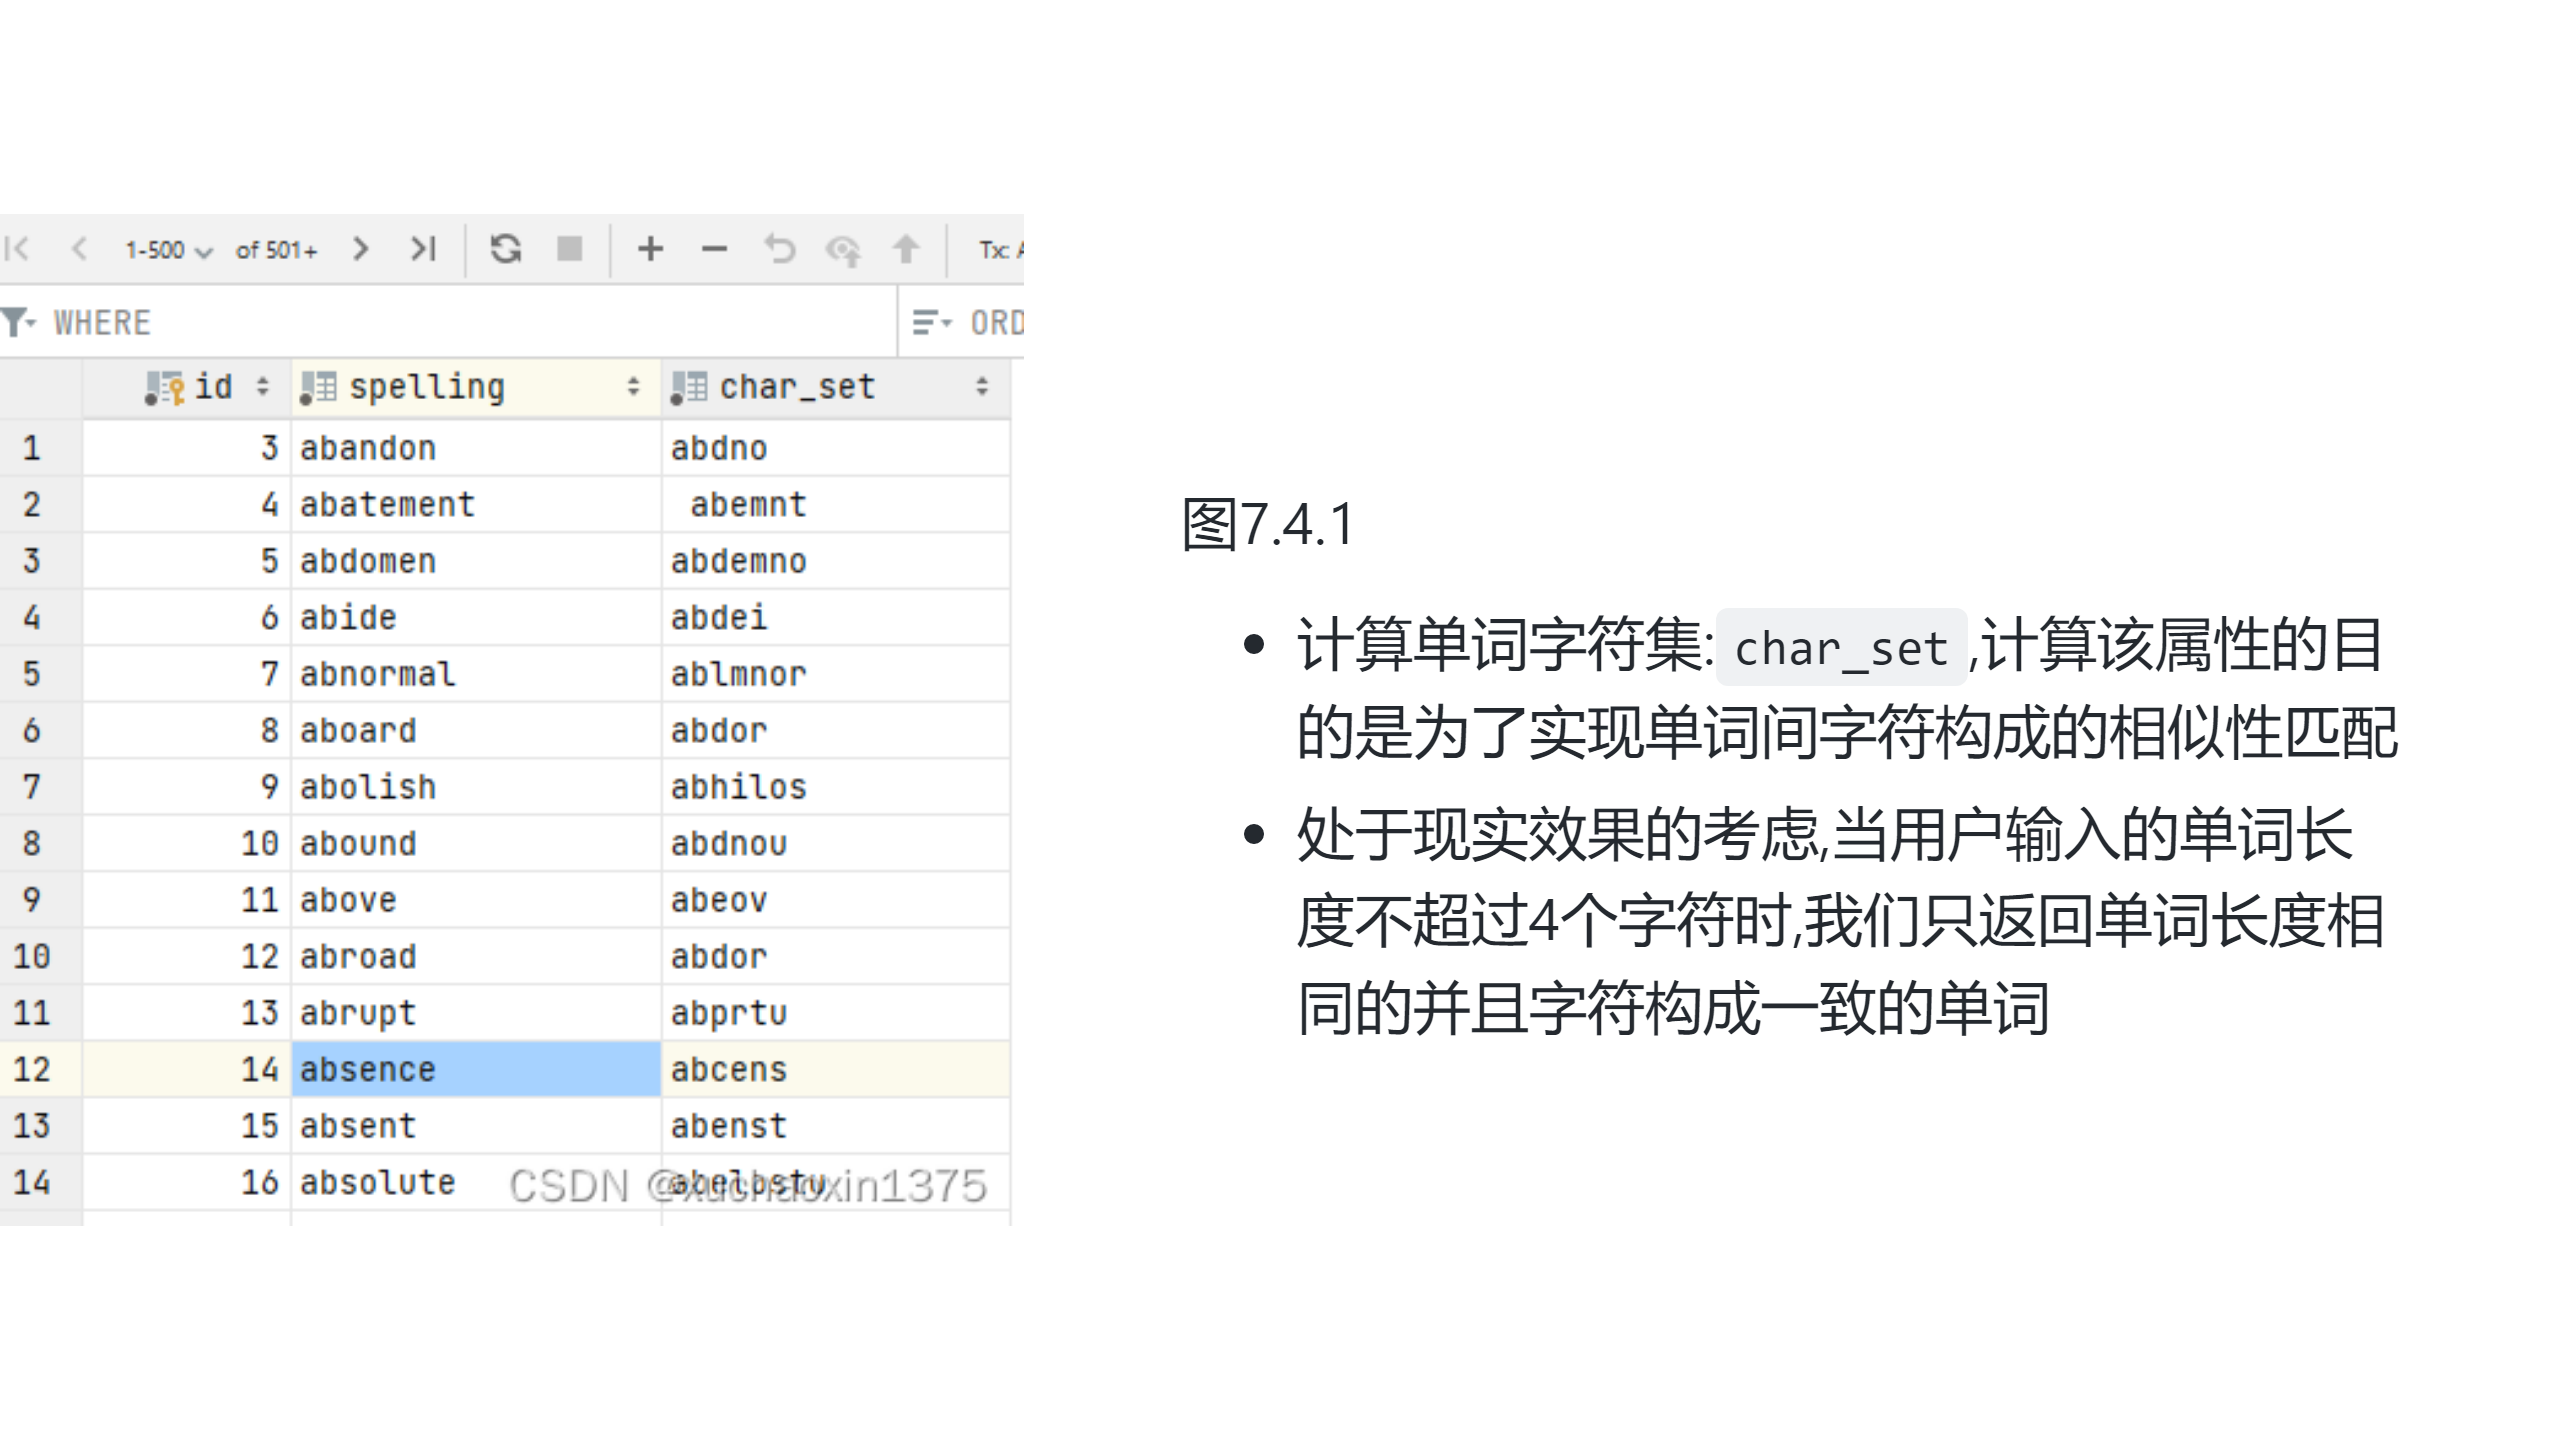 1-500 of 501+ Tx: A
WHERE ORD
id spelling char_set
1 3 abandon abdno
2 4 abatement abemnt
3 5 abdomen abdemno
4 6 abide abdei
5 7 abnormal ablmnor
6 8 aboard abdor
7 9 abolish abhilos
8 10 abound abdnou
9 11 above abeov
10 12 abroad abdor
11 13 abrupt abprtu
12 14 absence abcens
13 15 absent abenst
14 16 absolute
CSDN @xuchaoxin1375
图7.4.1
计算单词字符集:char_set,计算该属性的目
的是为了实现单词间字符构成的相似性匹配
处于现实效果的考虑,当用户输入的单词长
度不超过4个字符时,我们只返回单词长度相
同的并且字符构成一致的单词